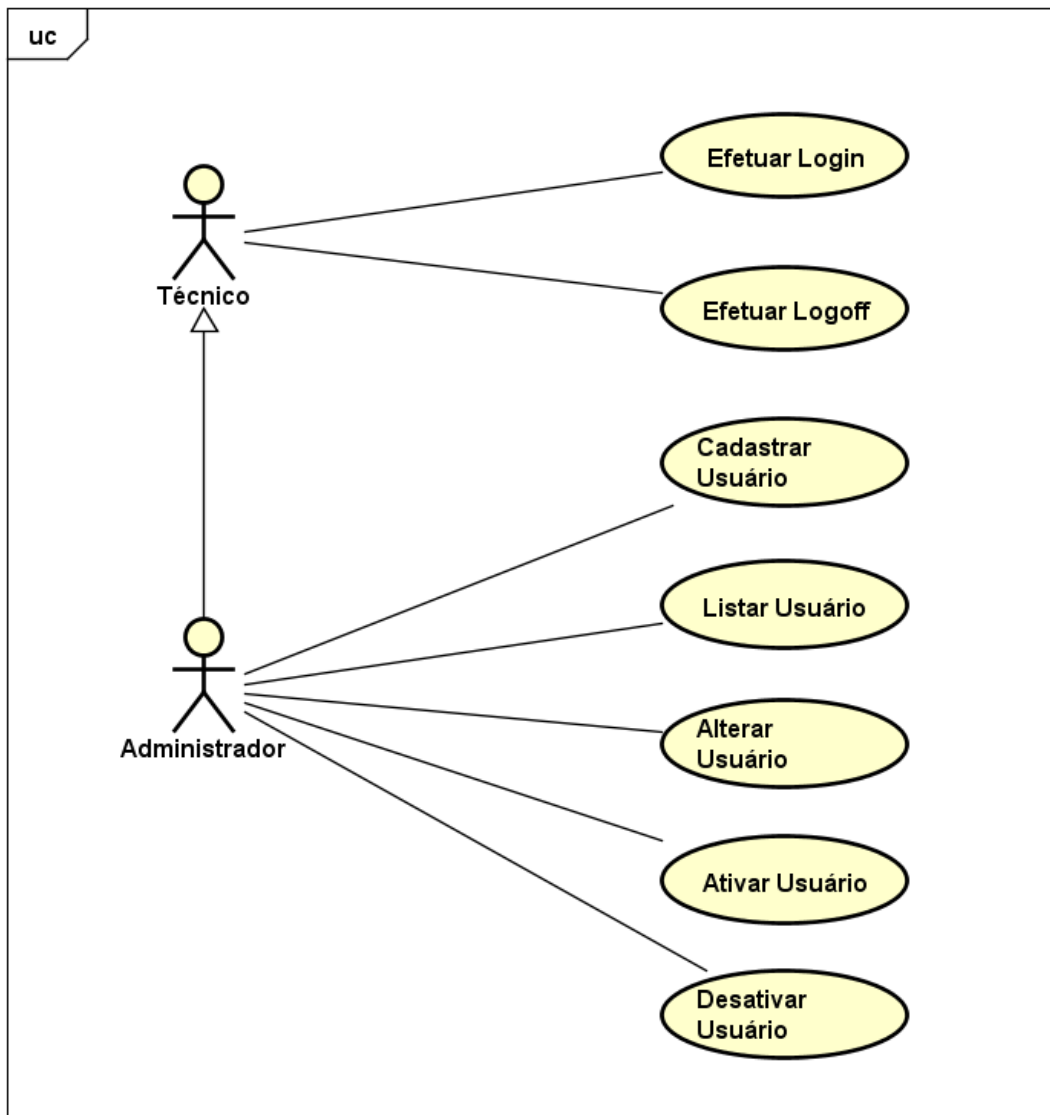 uc
Efetuar Login
Técnico
Efetuar Logoff
Cadastrar
Usuário
Listar Usuário
Administrador
Alterar
Usuário
Ativar Usuário
Desativar
Usuário